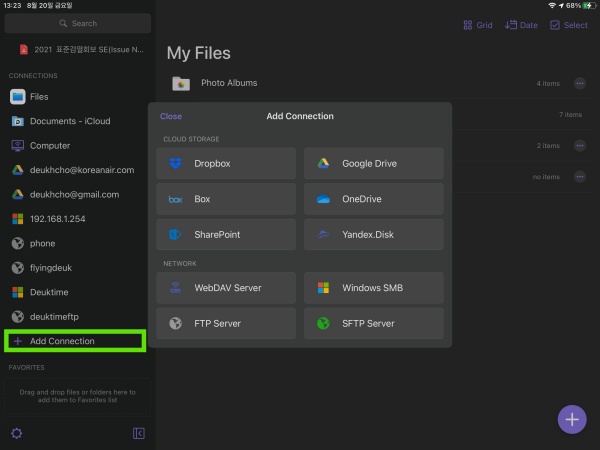 13:23 8월 20일 금요일
68%
Search
Grid
Date
Select
2021 표준검열회보 SE(Issue N...
My Files
CONNECTIONS
Photo Albums
4 items
Files
Documents - iCloud
7 items
Computer
2 items
deukhcho@koreanair.com
no items
deukhcho@gmail.com
192.168.1.254
phone
flyingdeuk
Deuktime
deuktimeftp
Add Connection
FAVORITES
Drag and drop files or folders here to
add them to Favorites list
Close
Add Connection
CLOUD STORAGE
Dropbox
Google Drive
box
Box
OneDrive
SharePoint
Yandex.Disk
NETWORK
WebDAV Server
Windows SMB
FTP Server
SFTP Server